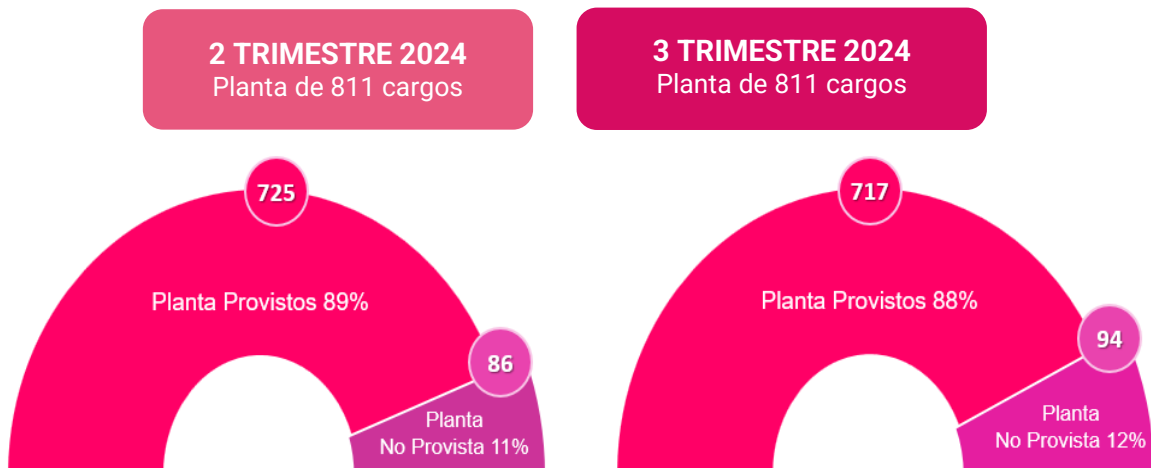 2 TRIMESTRE 2024
Planta de 811 cargos
3 TRIMESTRE 2024
Planta de 811 cargos
725
Planta Provistos 89%
86
Planta
No Provista 11%
717
Planta Provistos 88%
94
Planta
No Provista 12%